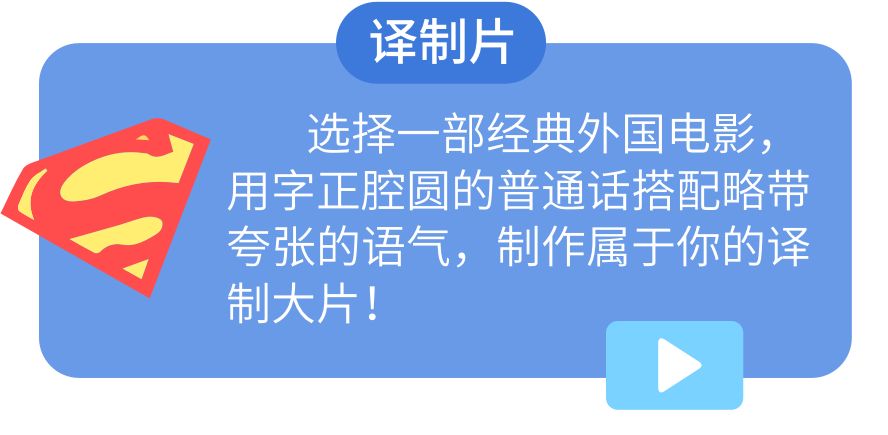 译制片
选择一部经典外国电影，
用字正腔圆的普通话搭配略带
夸张的语气，制作属于你的译
制大片！